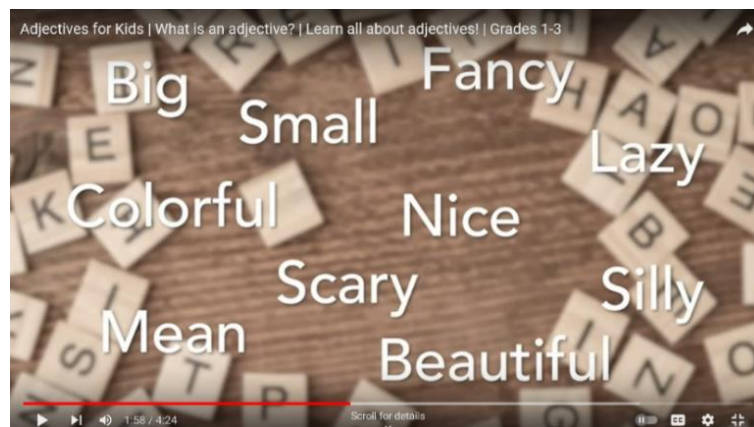 Adjectives for Kids | What is an adjective? | Learn all about adjectives! | Grades 1-3
Big
Fancy
Small
Lazy
Colorful
Nice
Scary
Silly
Mean
Beautiful
1:58 / 4:24
Scroll for details
CC